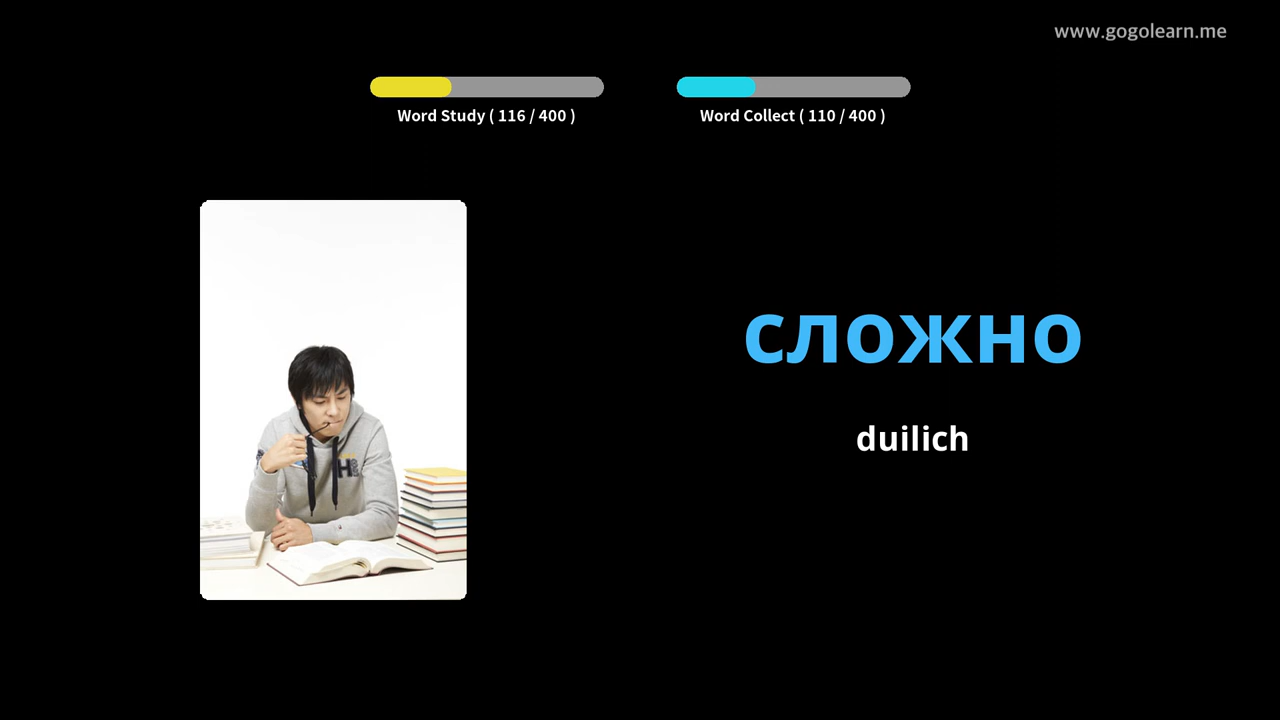 www.gogolearn.me
Word Study ( 116 / 400 )
Word Collect ( 110 / 400 )
сложно
duilich